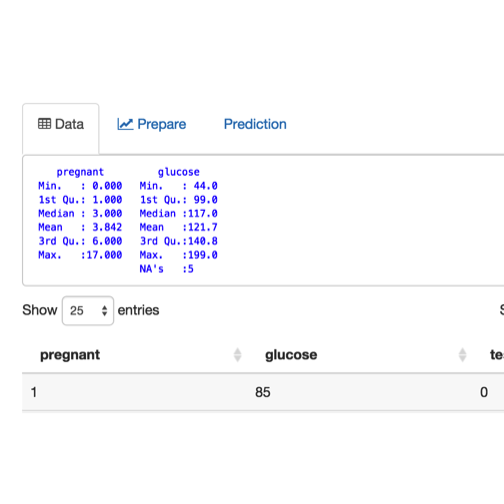 Data Prepare Prediction
pregnant glucose
Min. : 0.000 Min. : 44.0
1st Qu.: 1.000 1st Qu.: 99.0
Median : 3.000 Median :117.0
Mean : 3.842 Mean :121.7
3rd Qu.: 6.000 3rd Qu.:140.8
Max. :17.000 Max. :199.0
NA's :5
Show 25 entries
pregnant glucose te
1 85 0